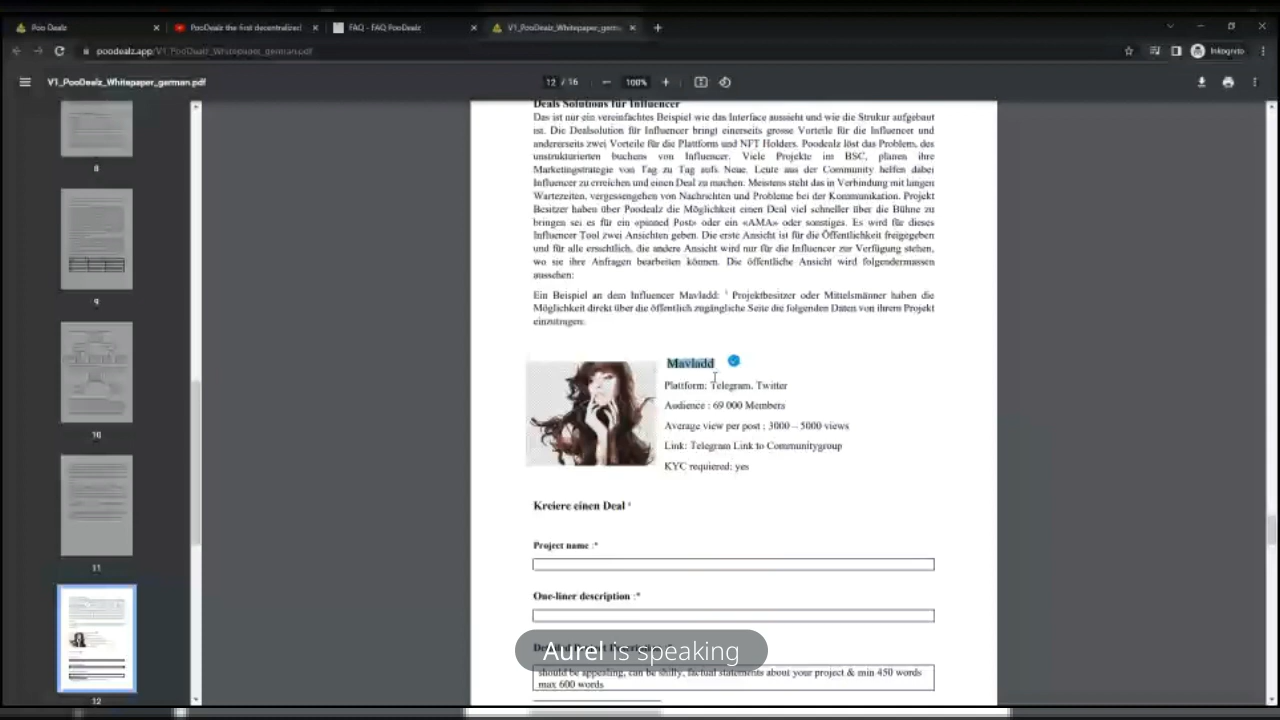 Poo Dealz
PooDealz the first decentralized!
FAQ - FAQ PooDealz
V1_PooDealz_Whitepaper_germ
poodealz.app/V1_PooDealz_Whitepaper_german.pdf
Inkognito
V1_PooDealz_Whitepaper_german.pdf
12 / 16
100%
8
9
10
11
12
Deals Solutions für Influencer
Das ist nur ein vereinfachtes Beispiel wie das Interface aussieht und wie die Strukur aufgebaut
ist. Die Dealsolution für Influencer bringt einerseits grosse Vorteile für die Influencer und
andererseits zwei Vorteile für die Plattform und NFT Holders. Poodealz löst das Problem, des
unstrukturierten buchens von Influencer. Viele Projekte im BSC, planen ihre
Marketingstrategie von Tag zu Tag aufs Neue. Leute aus der Community helfen dabei
Influencer zu erreichen und einen Deal zu machen. Meistens steht das in Verbindung mit langen
Wartezeiten, vergessengehen von Nachrichten und Probleme bei der Kommunikation. Projekt
Besitzer haben über Poodealz die Möglichkeit einen Deal viel schneller über die Bühne zu
bringen sei es für ein «pinned Post» oder ein «AMA» oder sonstiges. Es wird für dieses
Influencer Tool zwei Ansichten geben. Die erste Ansicht ist für die Öffentlichkeit freigegeben
und für alle ersichtlich, die andere Ansicht wird nur für die Influencer zur Verfügung stehen,
wo sie ihre Anfragen bearbeiten können. Die öffentliche Ansicht wird folgendermassen
aussehen:
Ein Beispiel an dem Influencer Mavladd: Projektbesitzer oder Mittelsmänner haben die
Möglichkeit direkt über die öffentlich zugängliche Seite die folgenden Daten von ihrem Projekt
einzutragen:
Mavladd
Plattform: Telegram, Twitter
Audience : 69 000 Members
Average view per post : 3000 – 5000 views
Link: Telegram Link to Communitygroup
KYC requiered: yes
Kreiere einen Deal
Project name :*
One-liner description :*
Aurel is speaking
should be appealing, can be shilly, factual statements about your project & min 450 words
max 600 words